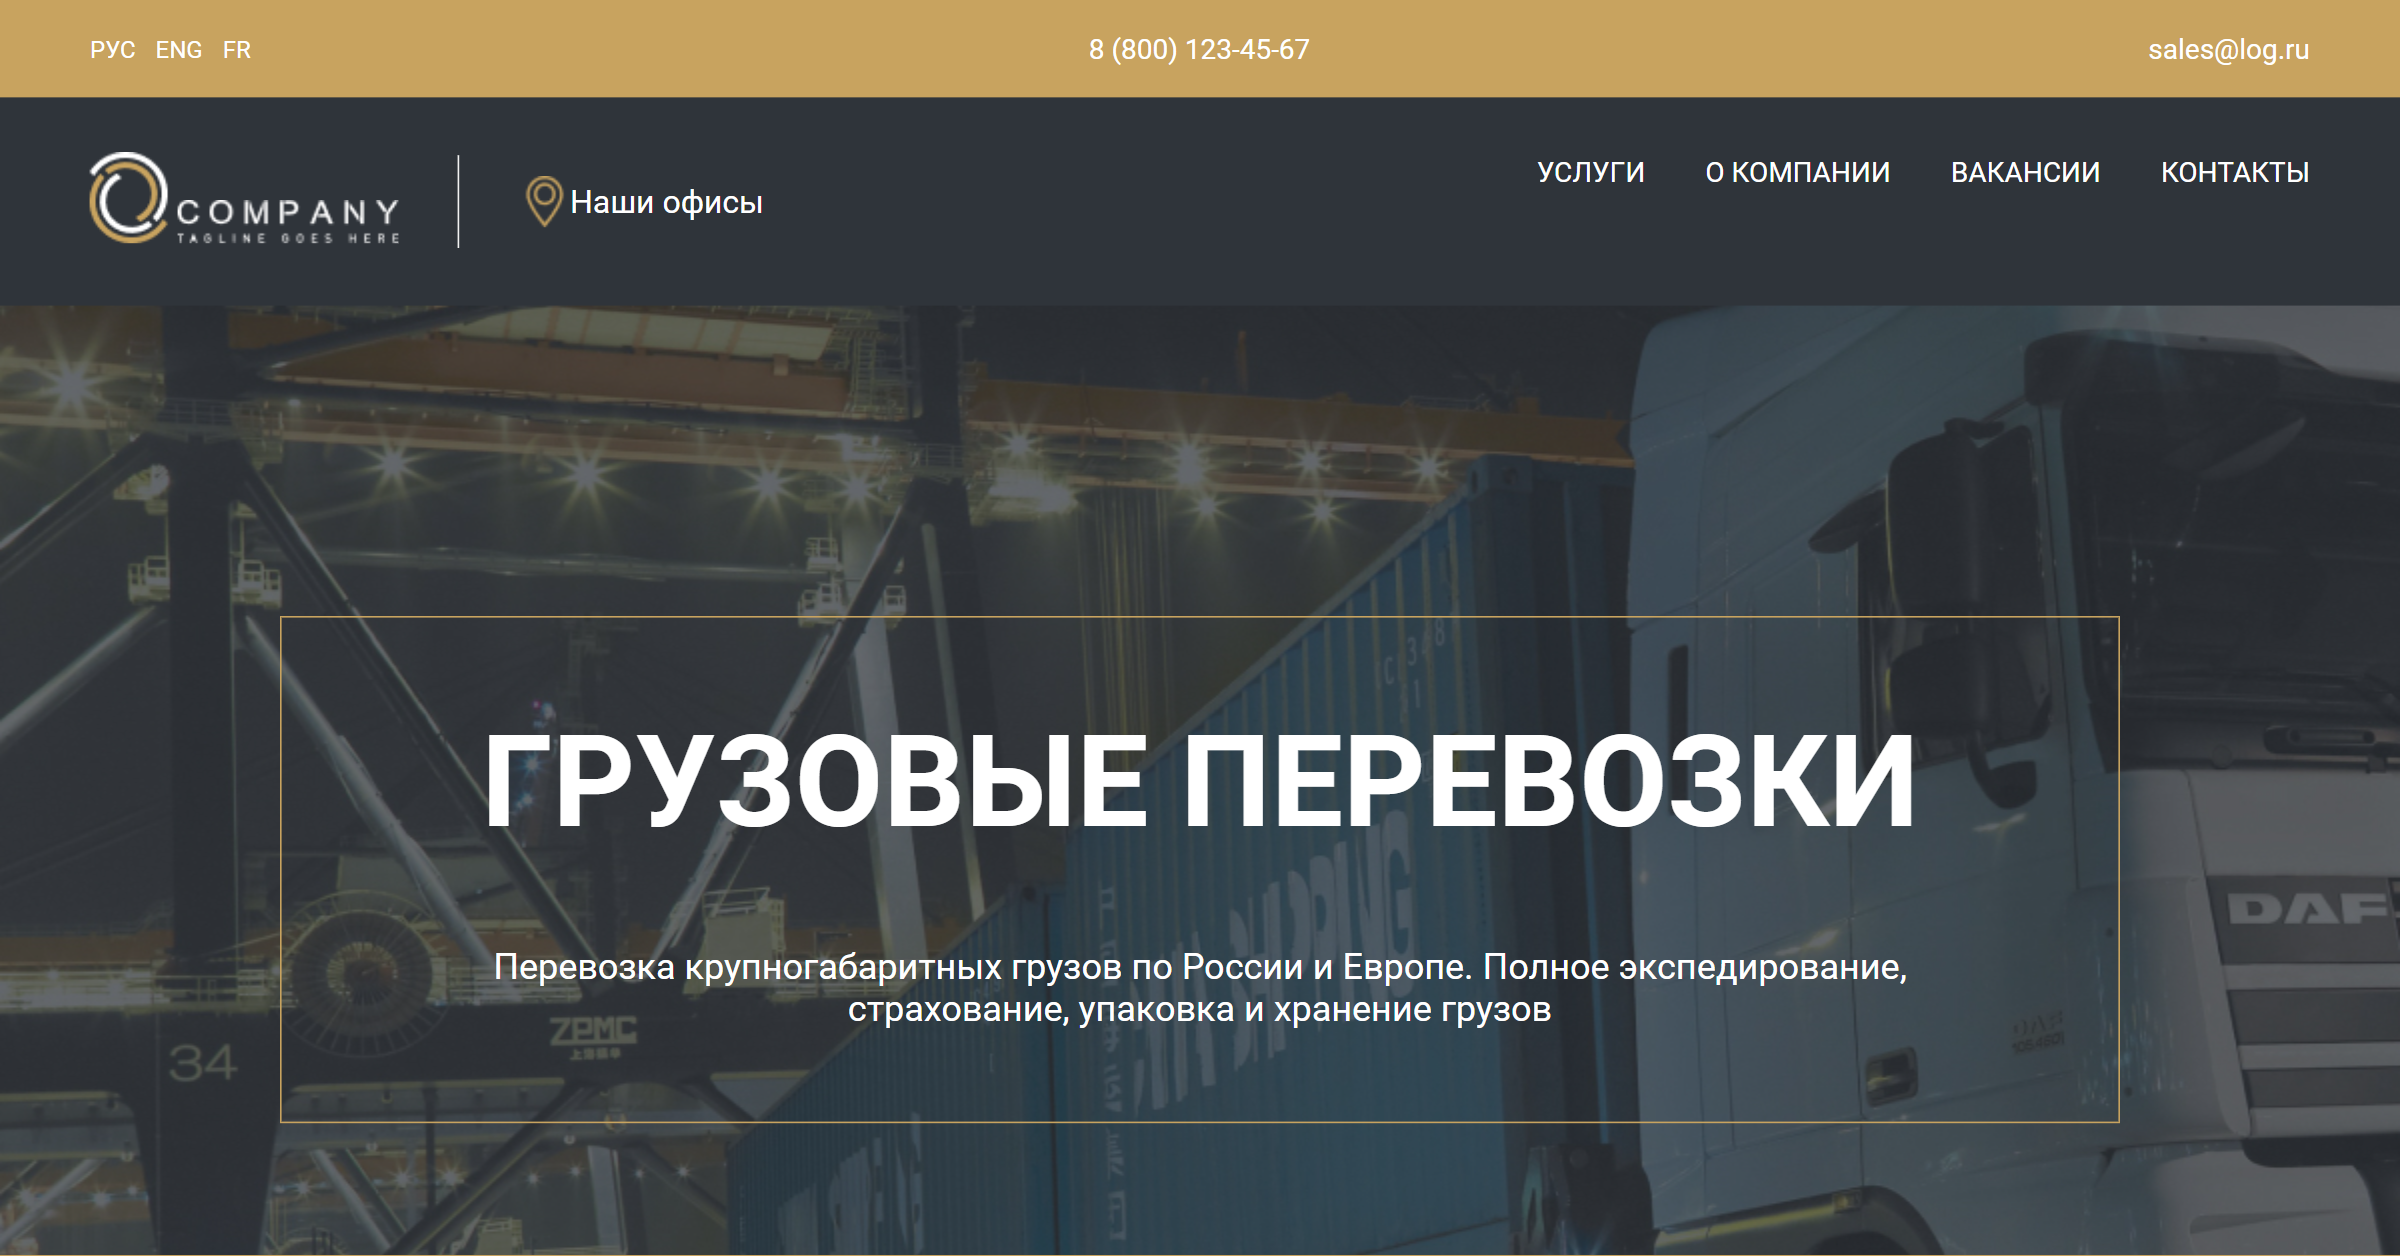 РУС ENG FR
8 (800) 123-45-67
sales@log.ru
COMPANY
TAGLINE GOES HERE
Наши офисы
УСЛУГИ О КОМПАНИИ ВАКАНСИИ КОНТАКТЫ
ГРУЗОВЫЕ ПЕРЕВОЗКИ
Перевозка крупногабаритных грузов по России и Европе. Полное экспедирование,
страхование, упаковка и хранение грузов
SHIPPING
DAF
ZPMC
34